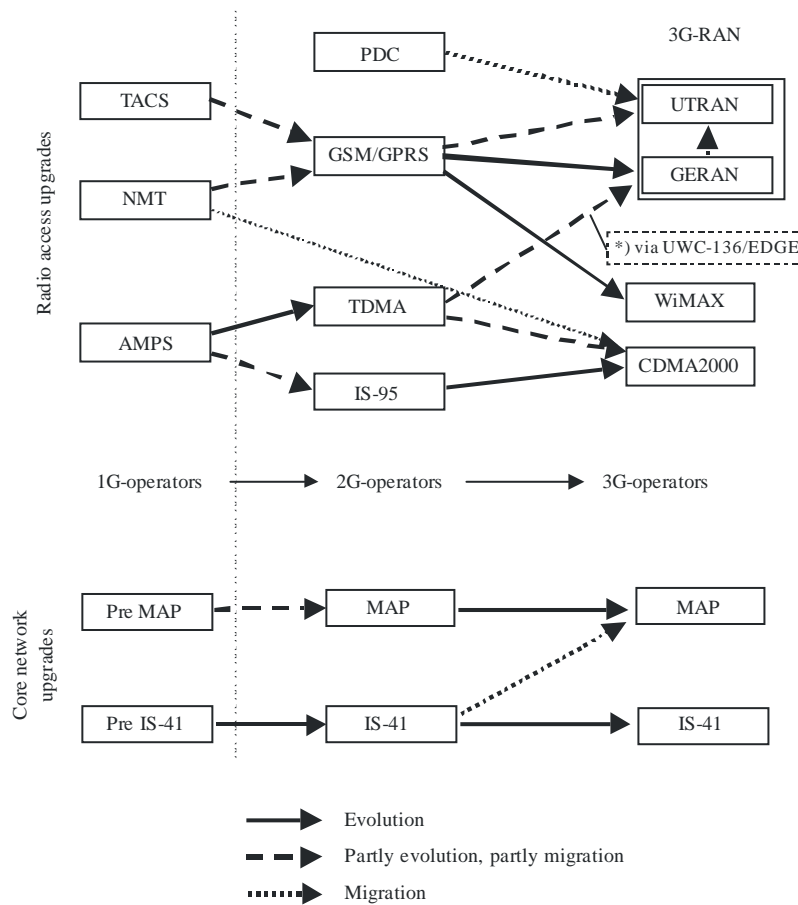 3G-RAN
PDC
TACS
UTRAN
GSM/GPRS
GERAN
NMT
*) via UWC-136/EDGE
WiMAX
TDMA
AMPS
CDMA2000
IS-95
Radio access upgrades
1G-operators
2G-operators
3G-operators
Pre MAP
MAP
MAP
Core network
upgrades
Pre IS-41
IS-41
IS-41
Evolution
Partly evolution, partly migration
Migration